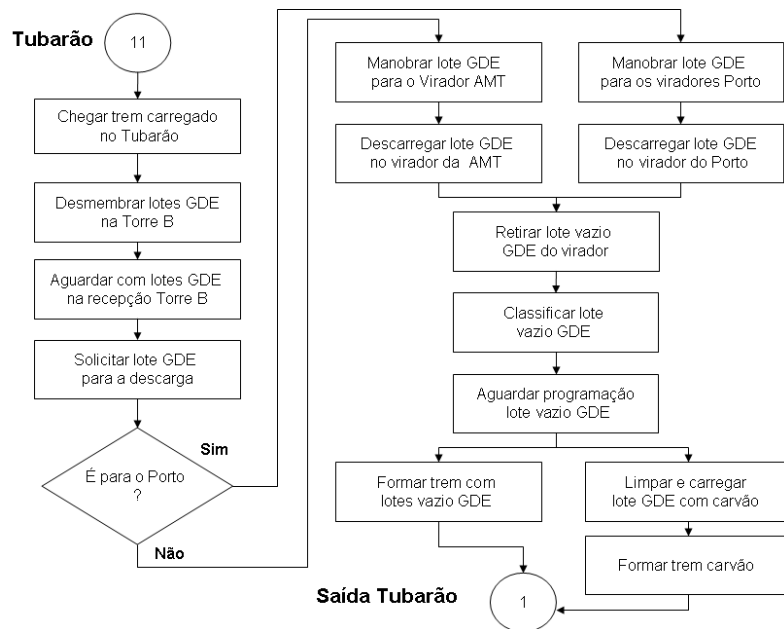 Tubarão
11
Chegar trem carregado
no Tubarão
Desmembrar lotes GDE
na Torre B
Aguardar com lotes GDE
na recepção Torre B
Solicitar lote GDE
para a descarga
É para o Porto
?
Sim
Não
Manobrar lote GDE
para o Virador AMT
Manobrar lote GDE
para os viradores Porto
Descarregar lote GDE
no virador da AMT
Descarregar lote GDE
no virador do Porto
Retirar lote vazio
GDE do virador
Classificar lote
vazio GDE
Aguardar programação
lote vazio GDE
Formar trem com
lotes vazio GDE
Limpar e carregar
lote GDE com carvão
Formar trem carvão
Saída Tubarão
1